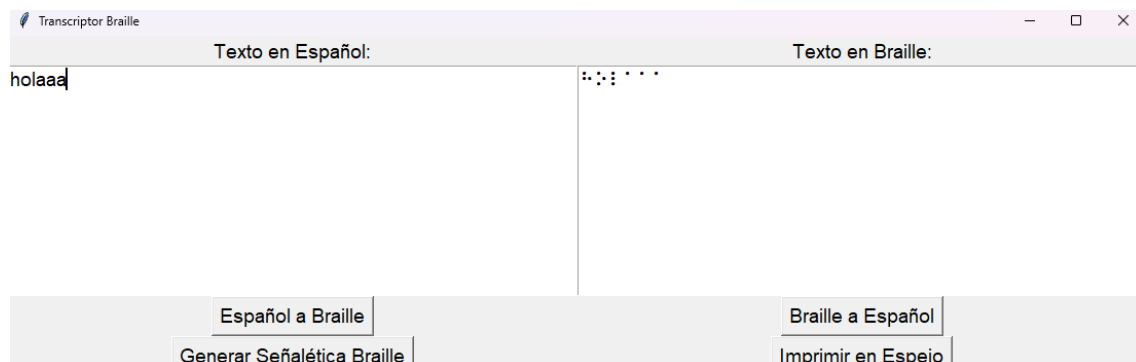 Transcriptor Braille
Texto en Español:
Texto en Braille:
holaaa
⠓⠕⠇⠁⠁⠁
Español a Braille
Braille a Español
Generar Señalética Braille
Imprimir en Espejo